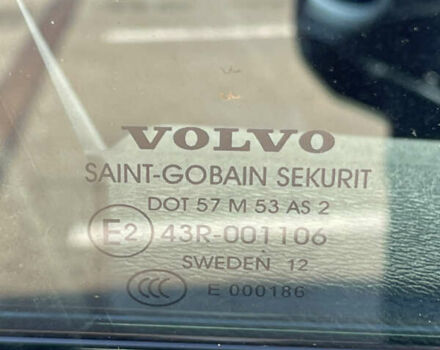 VOLVO
SAINT-GOBAIN SEKURIT
DOT 57 M 53 AS 2
E2 43R-001106
SWEDEN 12
CCC E 000186